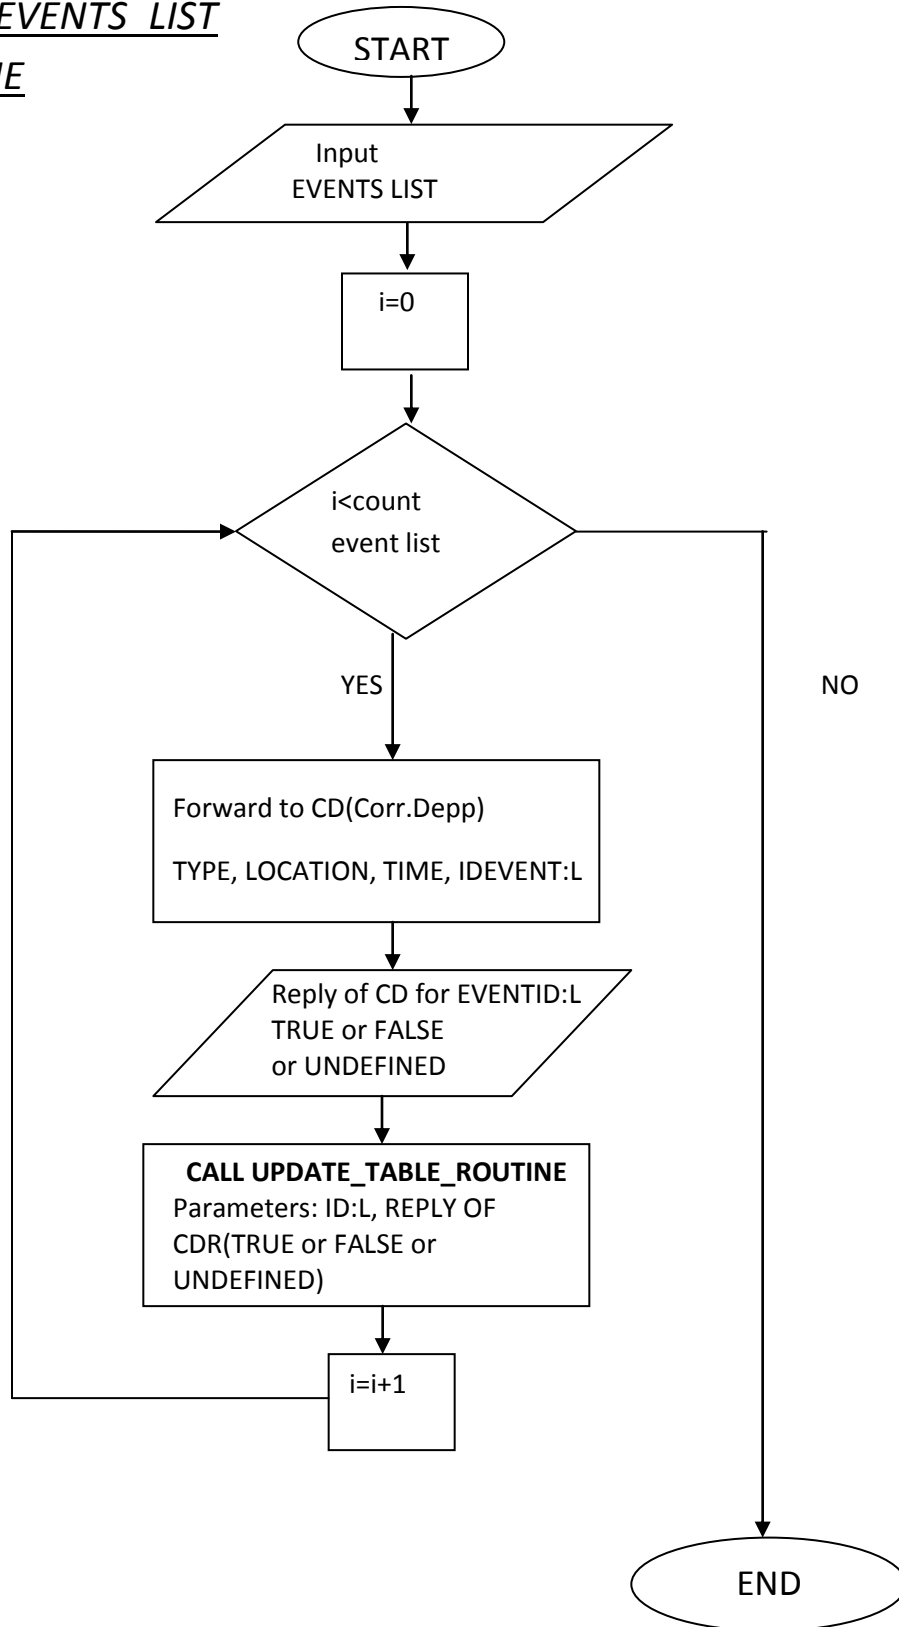 EVENTS LIST
START
Input
EVENTS LIST
i=0
i<count
event list
YES
NO
Forward to CD(Corr.Depp)
TYPE, LOCATION, TIME, IDEVENT:L
Reply of CD for EVENTID:L
TRUE or FALSE
or UNDEFINED
CALL UPDATE_TABLE_ROUTINE
Parameters: ID:L, REPLY OF
CDR(TRUE or FALSE or
UNDEFINED)
i=i+1
END